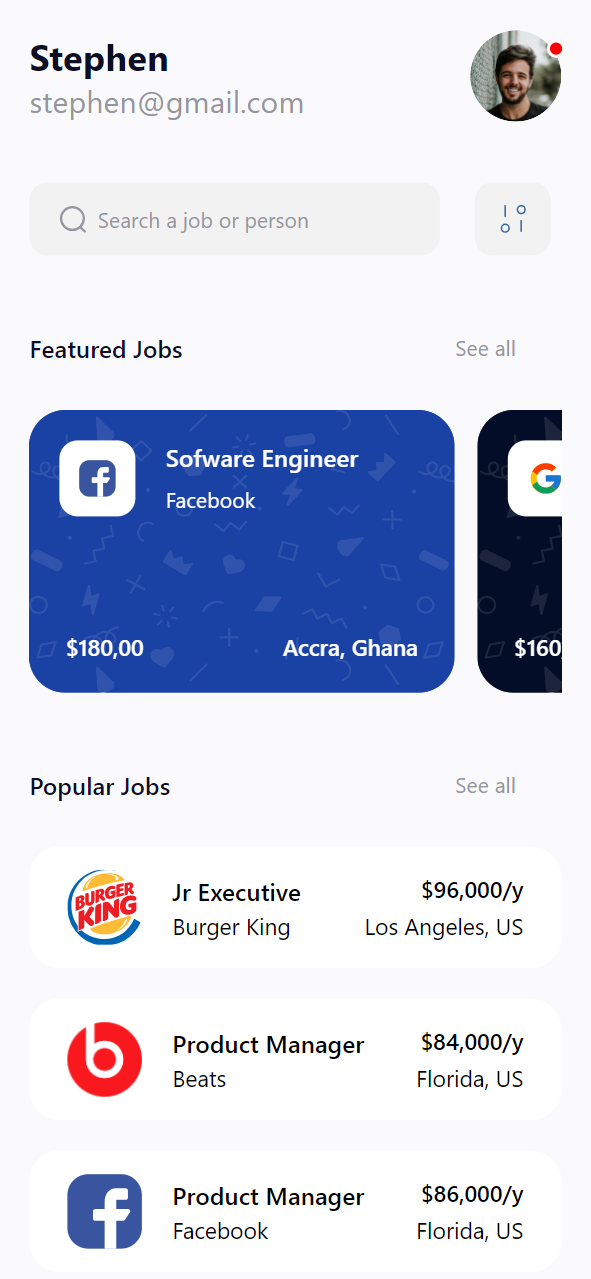 Stephen
stephen@gmail.com
Search a job or person
Featured Jobs See all
Sofware Engineer
Facebook
$180,00 Accra, Ghana
$160,
Popular Jobs See all
BURGER
KING
Jr Executive $96,000/y
Burger King Los Angeles, US
Product Manager $84,000/y
Beats Florida, US
Product Manager $86,000/y
Facebook Florida, US